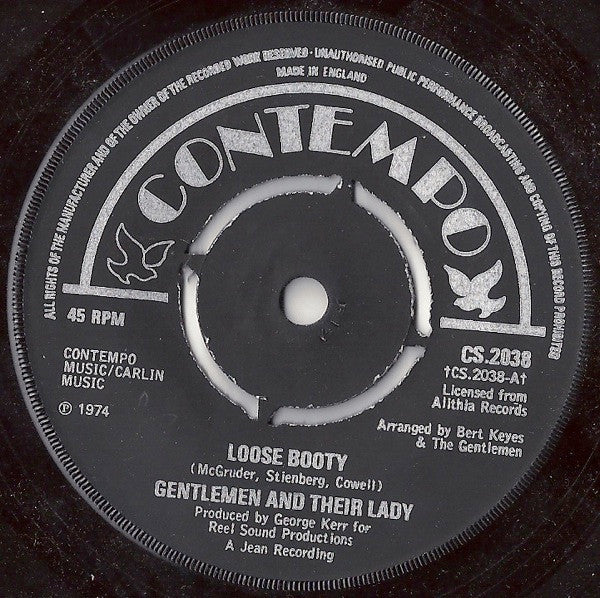 ALL RIGHTS OF THE MANUFACTURER AND OF THE OWNER OF THE RECORDED WORK RESERVED · UNAUTHORISED PUBLIC PERFORMANCE BROADCASTING AND COPYING OF THIS RECORD PROHIBITED
MADE IN ENGLAND
CONTEMPO
45 RPM
CONTEMPO
MUSIC/CARLIN
MUSIC
℗ 1974
CS.2038
†CS.2038-A†
Licensed from
Alithia Records
Arranged by Bert Keyes
& The Gentlemen
LOOSE BOOTY
(McGruder, Stienberg, Cowell)
GENTLEMEN AND THEIR LADY
Produced by George Kerr for
Reel Sound Productions
A Jean Recording